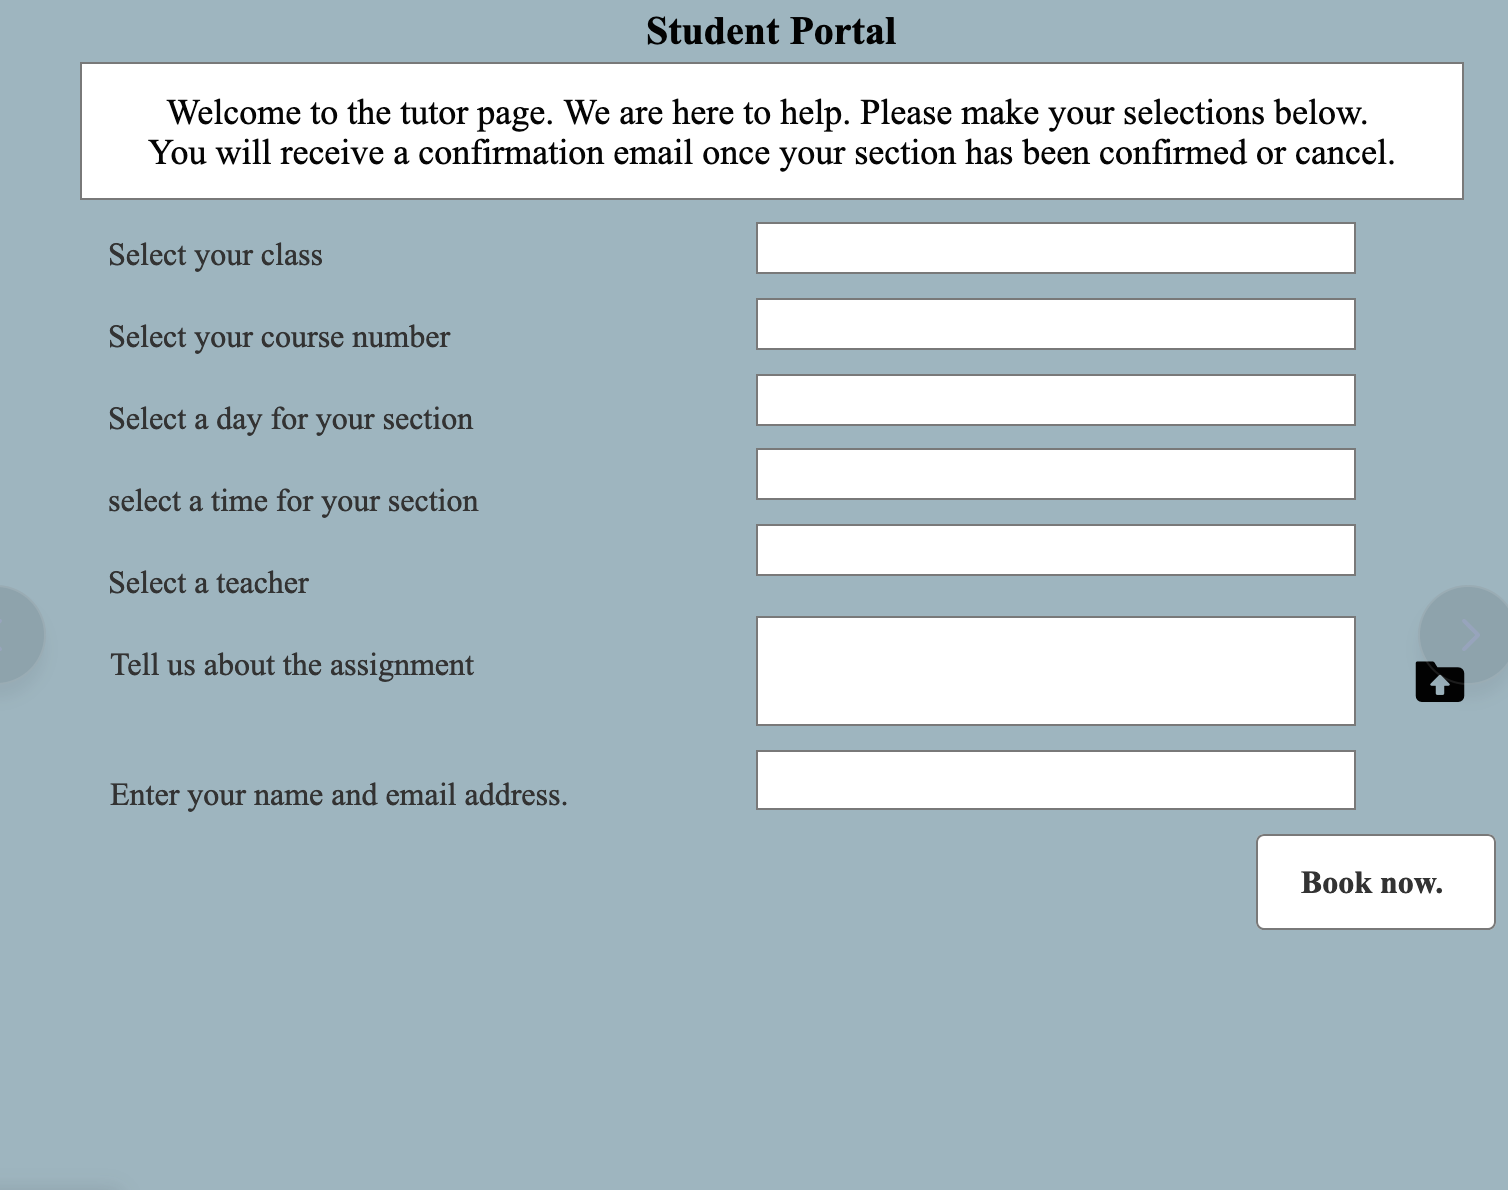 Student Portal
Welcome to the tutor page. We are here to help. Please make your selections below.
You will receive a confirmation email once your section has been confirmed or cancel.
Select your class
Select your course number
Select a day for your section
select a time for your section
Select a teacher
Tell us about the assignment
Enter your name and email address.
Book now.